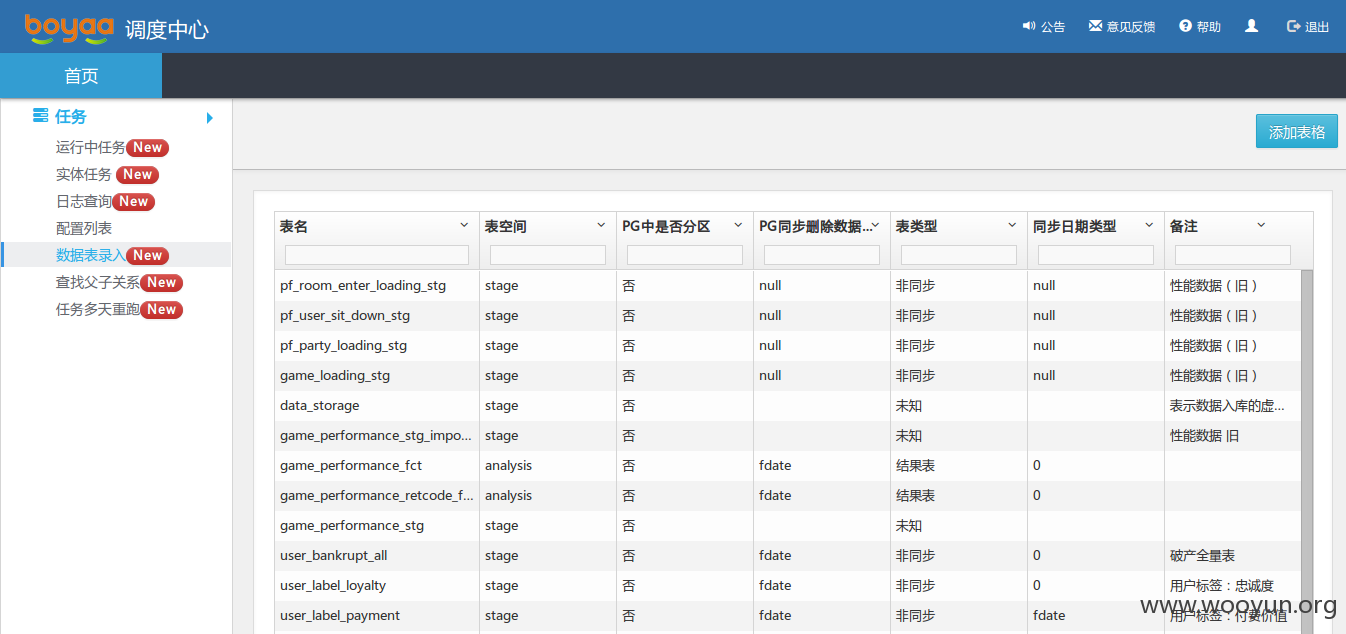 boyaa 调度中心 公告 意见反馈 帮助 退出
首页
任务
运行中任务 New
实体任务 New
日志查询 New
配置列表
数据表录入 New
查找父子关系 New
任务多天重跑 New
添加表格
表名 表空间 PG中是否分区 PG同步删除数据... 表类型 同步日期类型 备注
pf_room_enter_loading_stg stage 否 null 非同步 null 性能数据（旧）
pf_user_sit_down_stg stage 否 null 非同步 null 性能数据（旧）
pf_party_loading_stg stage 否 null 非同步 null 性能数据（旧）
game_loading_stg stage 否 null 非同步 null 性能数据（旧）
data_storage stage 否 未知 表示数据入库的虚...
game_performance_stg_impo... stage 否 未知 性能数据 旧
game_performance_fct analysis 否 fdate 结果表 0
game_performance_retcode_f... analysis 否 fdate 结果表 0
game_performance_stg stage 否 未知
user_bankrupt_all stage 否 fdate 非同步 0 破产全量表
user_label_loyalty stage 否 fdate 非同步 0 用户标签：忠诚度
user_label_payment stage 否 fdate 非同步 fdate 用户标签：付费价值
www.wooyun.org